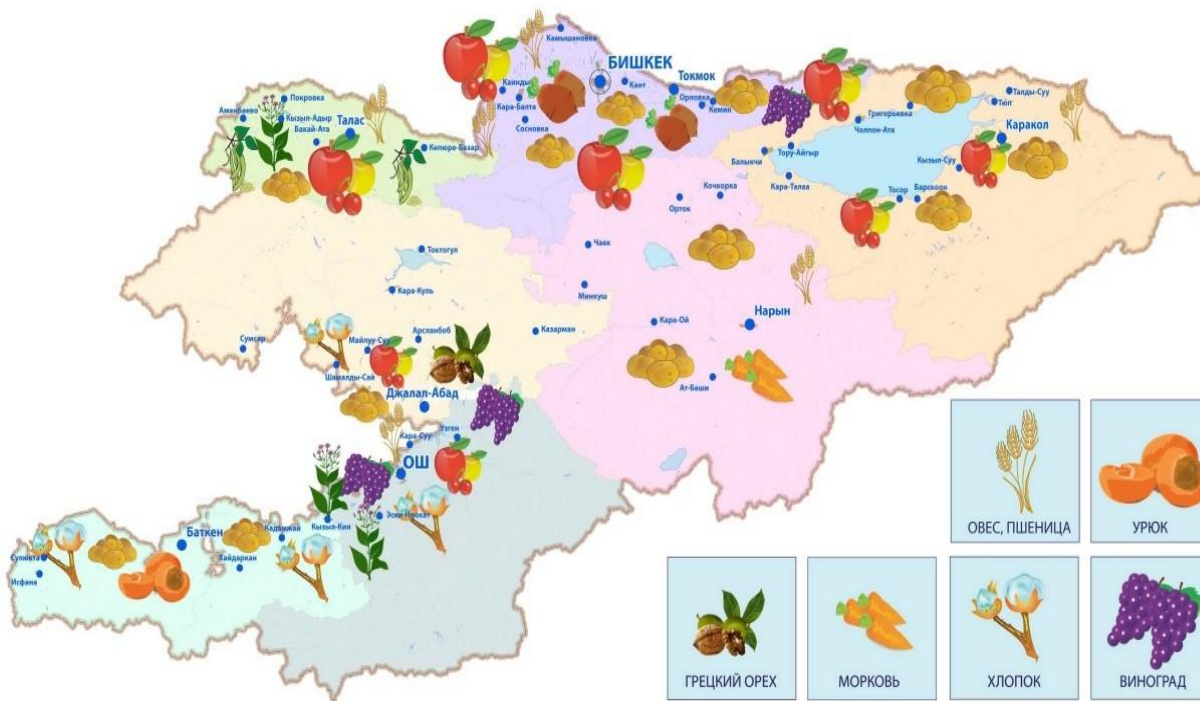 Камышановка
БИШКЕК
Каинды
Кант
Токмок
Кара-Балта
Орловка
Кемин
Сосновка
Покровка
Аманбаево
Кызыл-Адыр
Талас
Бакай-Ата
Кепюре-Базар
Талды-Суу
Тюп
Григорьевка
Чолпон-Ата
Каракол
Балыкчи
Тору-Айгыр
Кызыл-Суу
Кара-Талаа
Тосор
Барскоон
Кочкорка
Орток
Чаек
Токтогул
Минкуш
Кара-Куль
Нарын
Кара-Ой
Казарман
Арсланбоб
Майлуу-Суу
Сумсар
Шамалды-Сай
Ат-Баши
Джалал-Абад
Узген
Кара-Суу
ОШ
Эски-Ноокат
Кызыл-Кия
Кадамжай
Баткен
Хайдаркан
Сулюкта
Исфана
ОВЕС, ПШЕНИЦА
УРЮК
ГРЕЦКИЙ ОРЕХ
МОРКОВЬ
ХЛОПОК
ВИНОГРАД